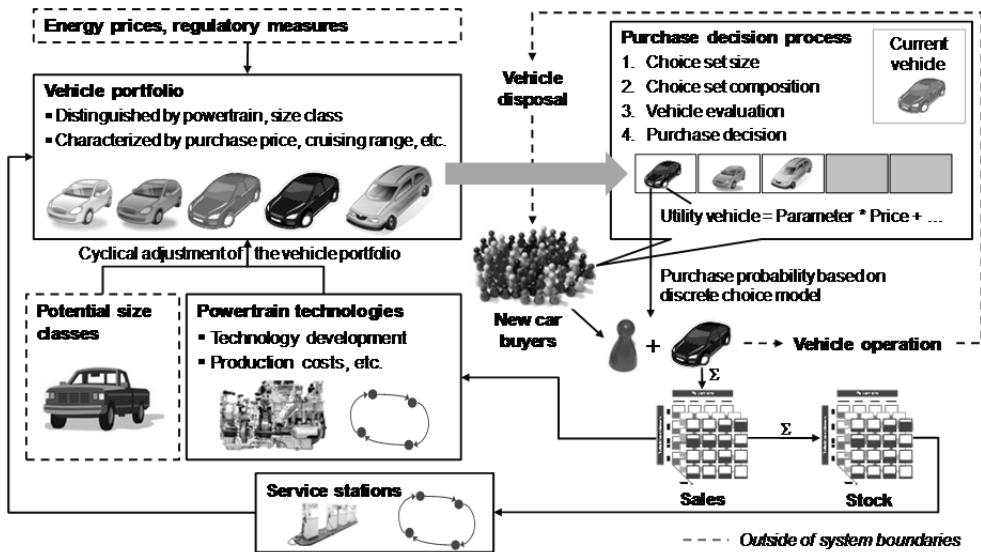 Energy prices, regulatory measures
Vehicle portfolio
▪ Distinguished by powertrain, size class
▪ Characterized by purchase price, cruising range, etc.
Cyclical adjustment of the vehicle portfolio
Potential size
classes
Powertrain technologies
▪ Technology development
▪ Production costs, etc.
Service stations
Vehicle
disposal
Purchase decision process
1. Choice set size
2. Choice set composition
3. Vehicle evaluation
4. Purchase decision
Current
vehicle
Utility vehicle = Parameter * Price + ...
New car
buyers
Purchase probability based on
discrete choice model
+
Vehicle operation
Σ
Σ
Sales
Stock
Outside of system boundaries